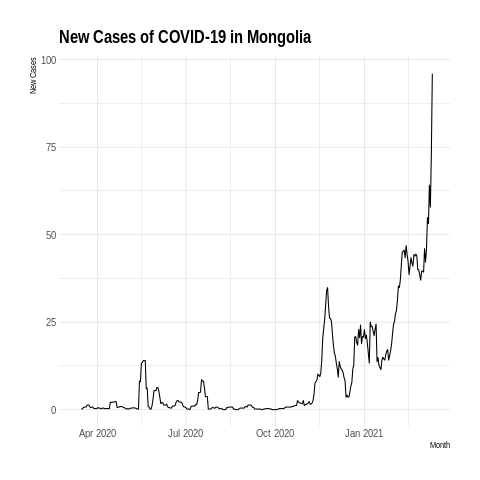 New Cases of COVID-19 in Mongolia
New Cases
100
75
50
25
0
Apr 2020 Jul 2020 Oct 2020 Jan 2021
Month